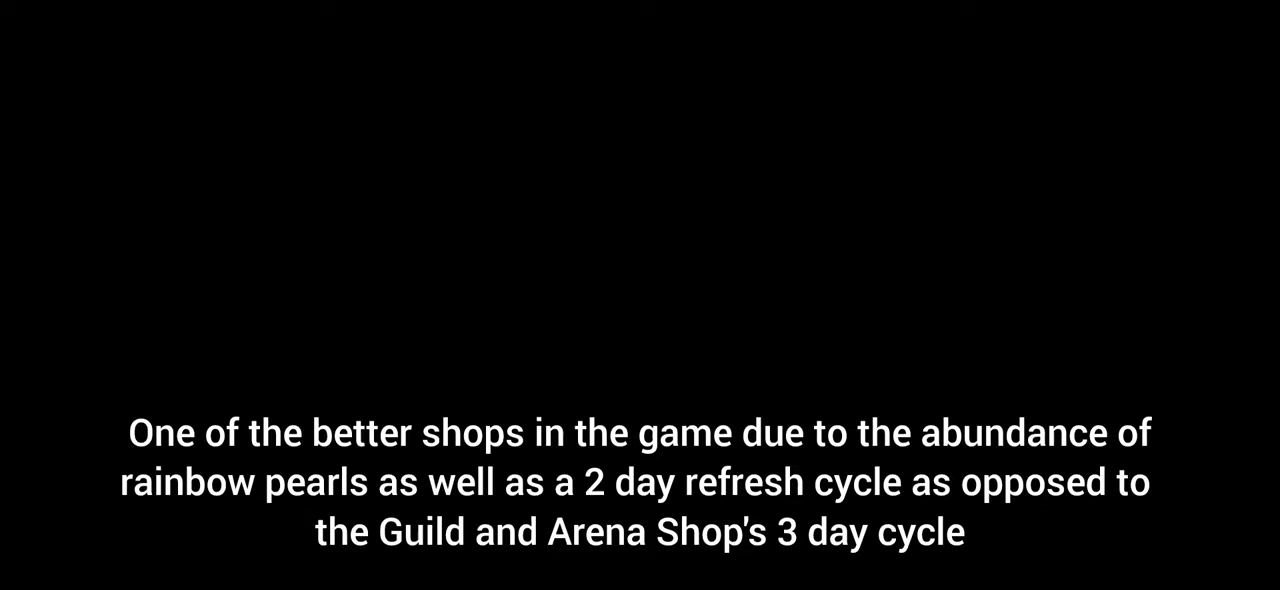 One of the better shops in the game due to the abundance of
rainbow pearls as well as a 2 day refresh cycle as opposed to
the Guild and Arena Shop's 3 day cycle